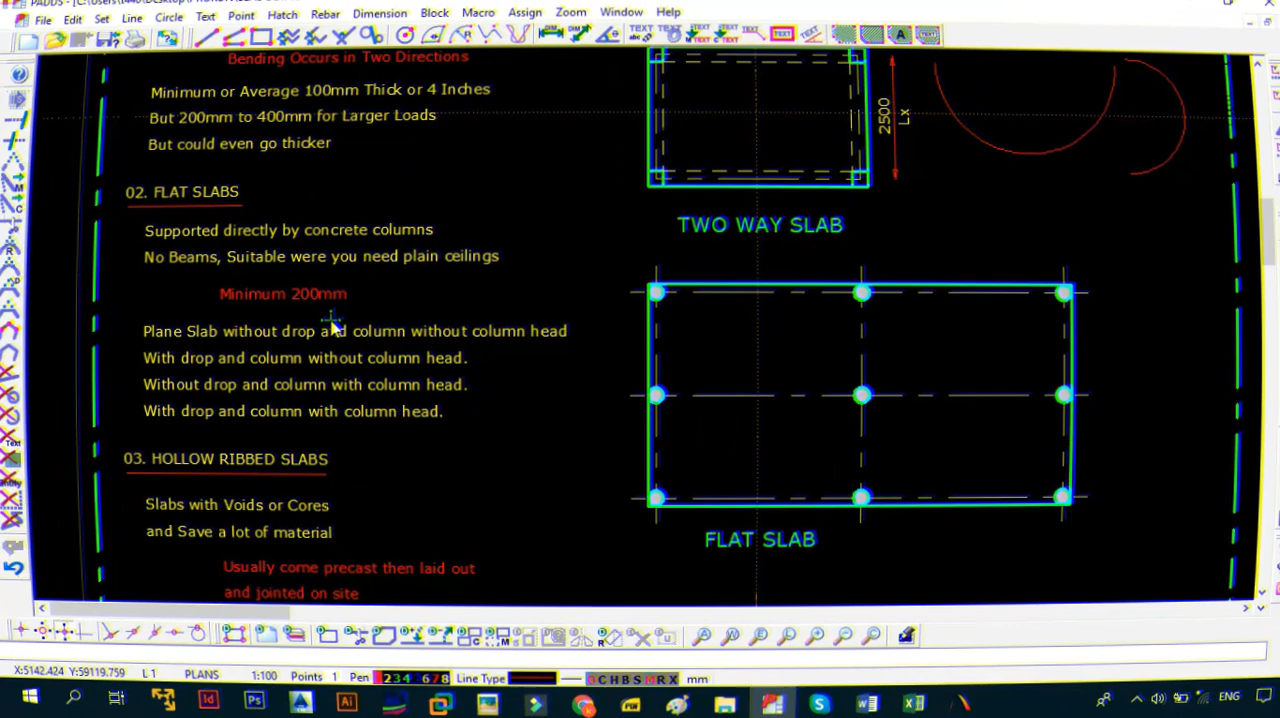 File Edit Set Line Circle Text Point Hatch Rebar Dimension Block Macro Assign Zoom Window Help
Bending Occurs in Two Directions
Minimum or Average 100mm Thick or 4 Inches
But 200mm to 400mm for Larger Loads
But could even go thicker
02. FLAT SLABS
Supported directly by concrete columns
No Beams, Suitable were you need plain ceilings
Minimum 200mm
Plane Slab without drop and column without column head
With drop and column without column head.
Without drop and column with column head.
With drop and column with column head.
03. HOLLOW RIBBED SLABS
Slabs with Voids or Cores
and Save a lot of material
Usually come precast then laid out
and jointed on site
2500
Lx
TWO WAY SLAB
FLAT SLAB
X:5142.424 Y:59119.759 L 1 PLANS 1:100 Points 1 Pen 1 2 3 4 5 6 7 8 Line Type O C H B S M R X mm
ENG